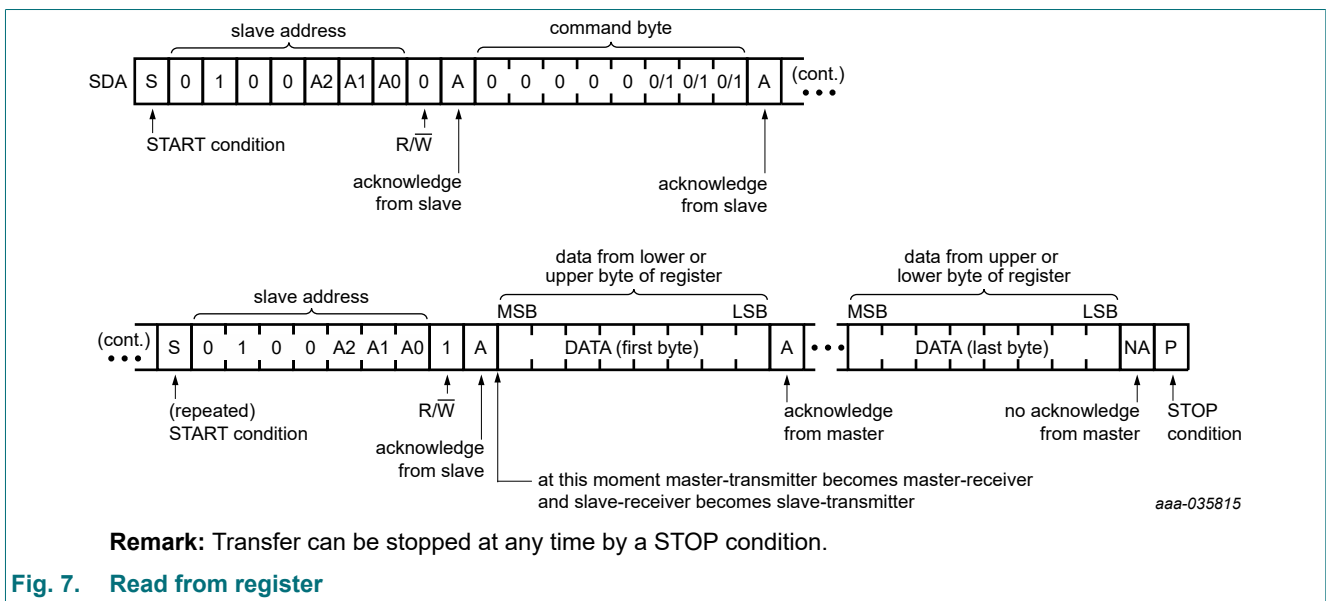 slave address
command byte
SDA S 0 1 0 0 A2 A1 A0 0 A 0 0 0 0 0 0/1 0/1 0/1 A (cont.)
START condition
R/W̅
acknowledge
from slave
acknowledge
from slave
data from lower or
upper byte of register
data from upper or
lower byte of register
slave address
MSB LSB MSB LSB
(cont.) S 0 1 0 0 A2 A1 A0 1 A DATA (first byte) A DATA (last byte) NA P
(repeated)
START condition
R/W̅
acknowledge
from slave
acknowledge
from master
no acknowledge
from master
STOP
condition
at this moment master-transmitter becomes master-receiver
and slave-receiver becomes slave-transmitter
aaa-035815
Remark: Transfer can be stopped at any time by a STOP condition.
Fig. 7. Read from register